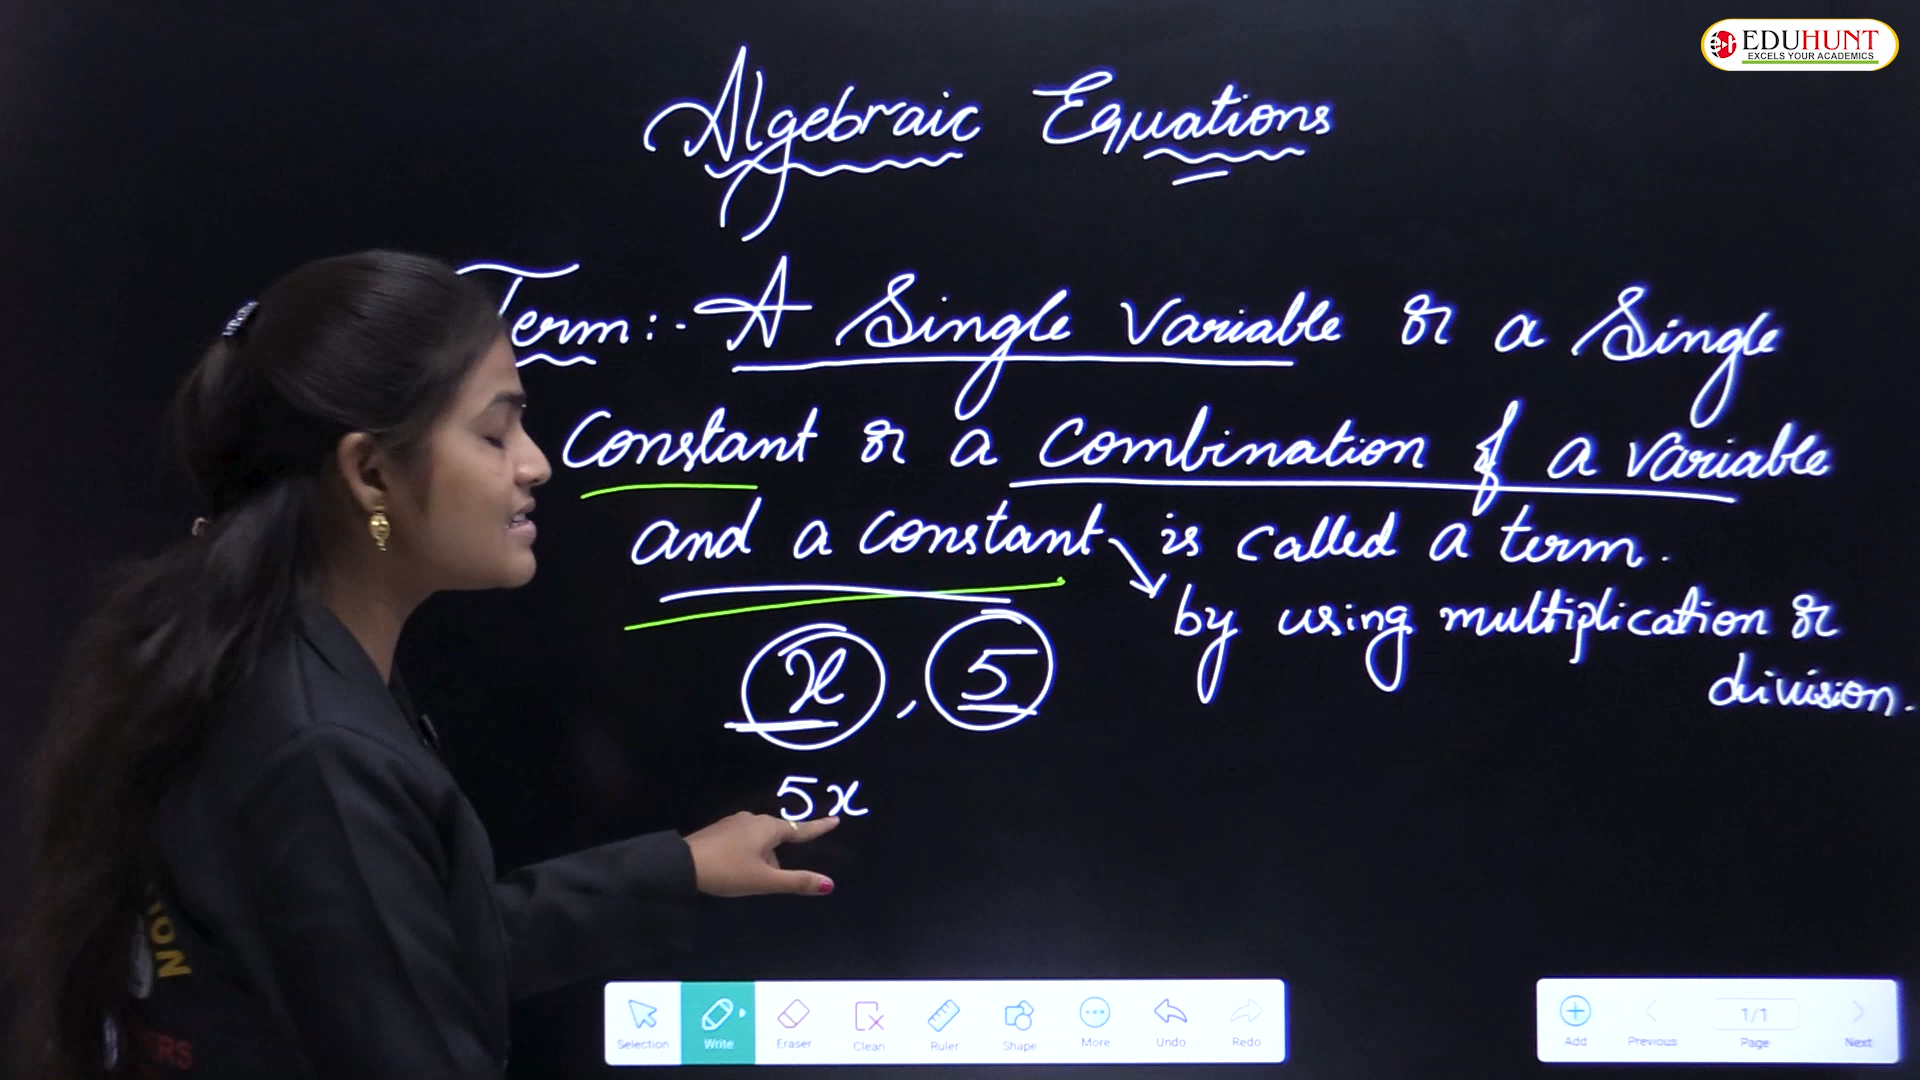 EDUHUNT
EXCELS YOUR ACADEMICS
Algebraic Equations
Term:- A Single Variable or a Single
Constant or a Combination of a variable
and a constant is called a term.
by using multiplication or
division.
x , 5
5x
ION
ERS
Selection Write Eraser Clean Ruler Shape More Undo Redo
Add Previous 1/1 Page Next